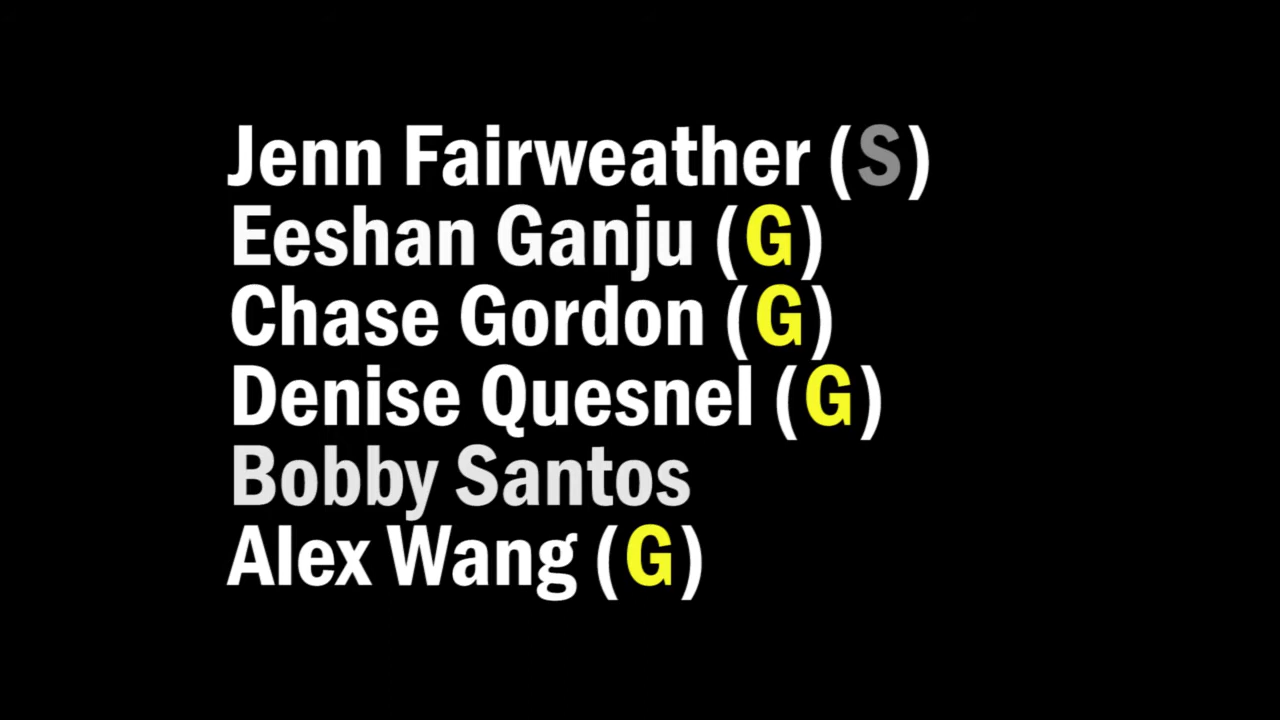 Jenn Fairweather (S)
Eeshan Ganju (G)
Chase Gordon (G)
Denise Quesnel (G)
Bobby Santos
Alex Wang (G)